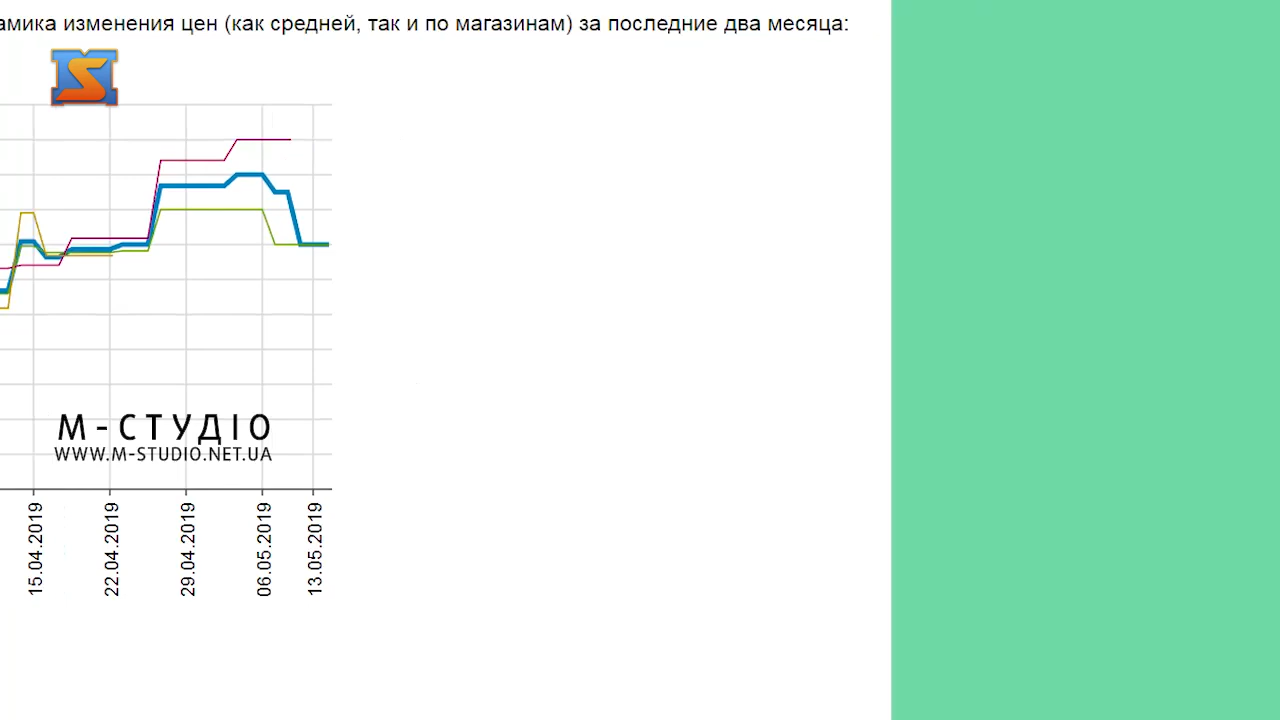 изменения цен (как средней, так и по магазинам) за последние два месяца:
М-СТУДІО
WWW.M-STUDIO.NET.UA
15.04.2019
22.04.2019
29.04.2019
06.05.2019
13.05.2019